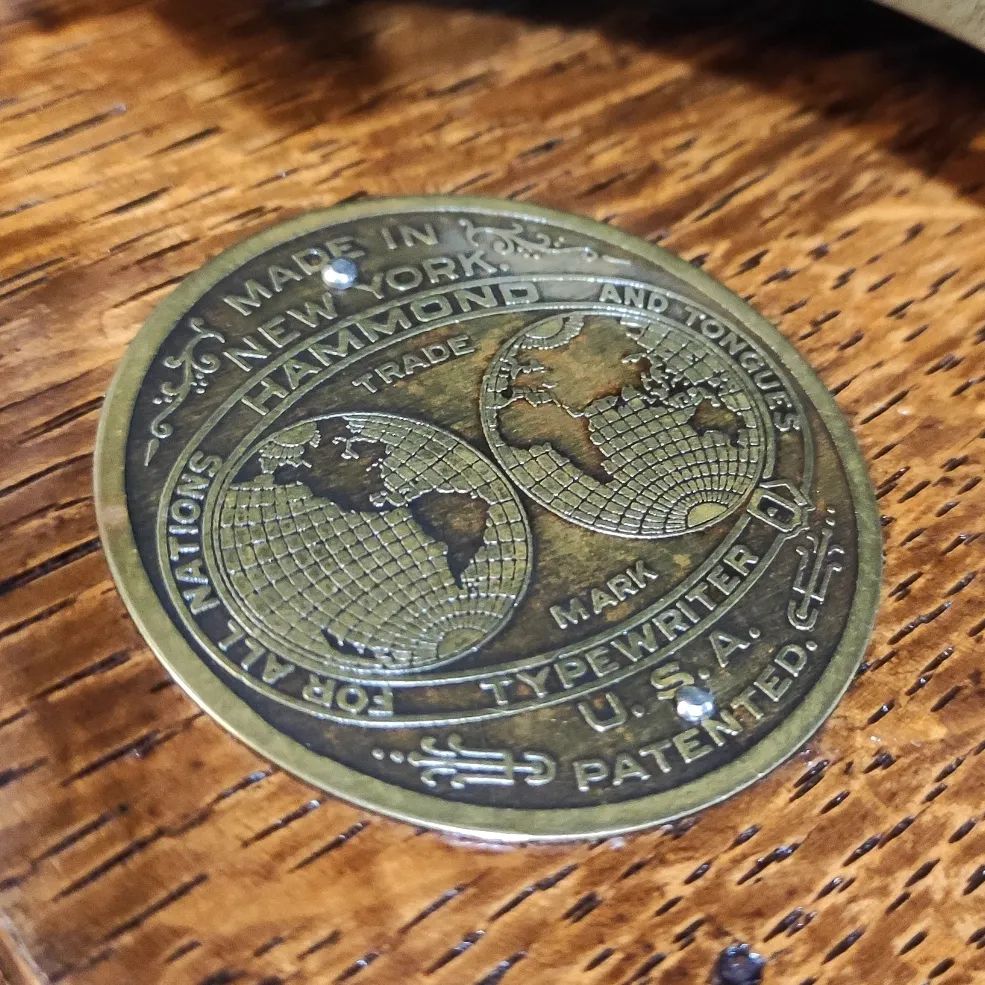 MADE IN
NEW YORK.
HAMMOND
TRADE
FOR ALL NATIONS
AND TONGUES
MARK
TYPEWRITER
U. S. A.
PATENTED.